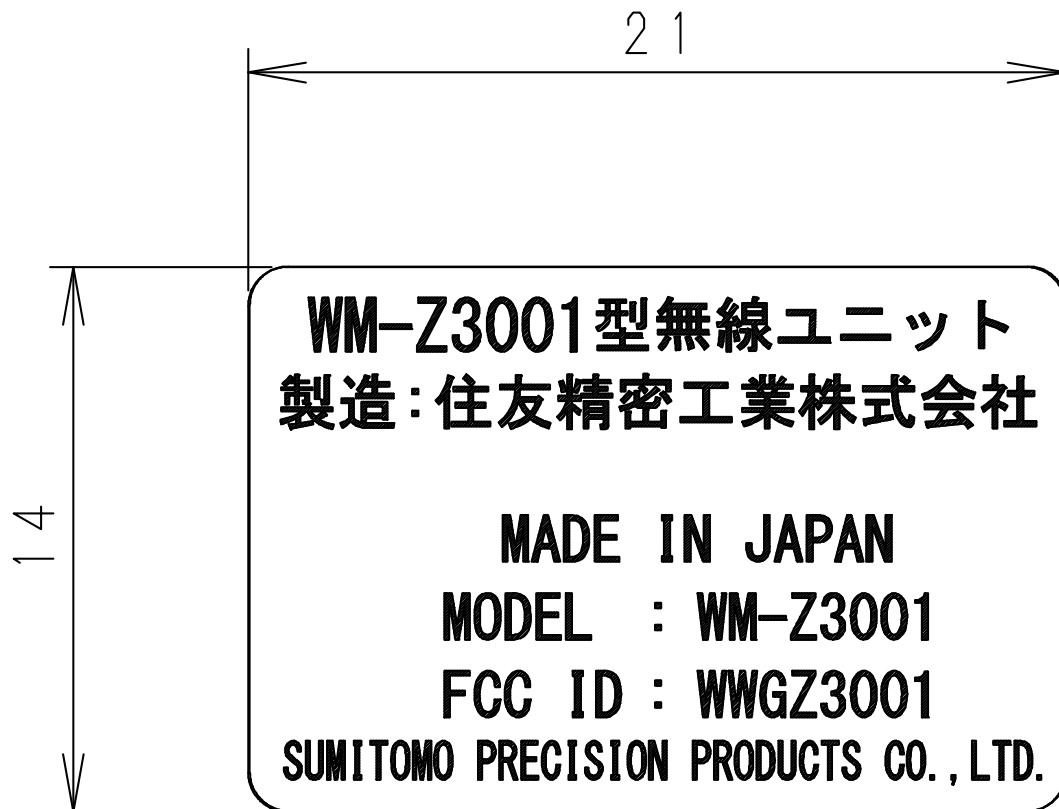 21
14
WM-Z3001型無線ユニット
製造:住友精密工業株式会社
MADE IN JAPAN
MODEL : WM-Z3001
FCC ID : WWGZ3001
SUMITOMO PRECISION PRODUCTS CO.,LTD.